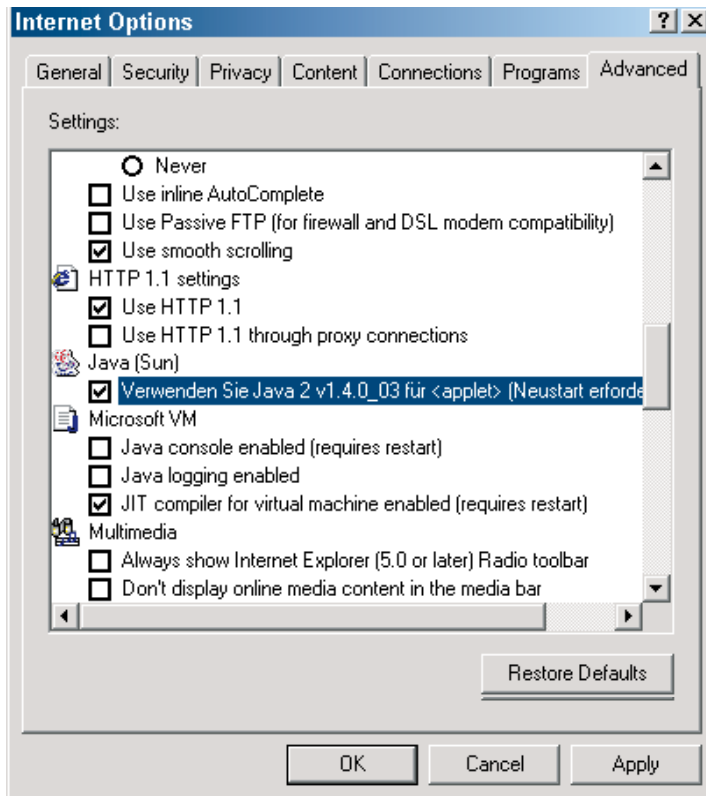 Internet Options
General Security Privacy Content Connections Programs Advanced
Settings:
Never
Use inline AutoComplete
Use Passive FTP (for firewall and DSL modem compatibility)
Use smooth scrolling
HTTP 1.1 settings
Use HTTP 1.1
Use HTTP 1.1 through proxy connections
Java (Sun)
Verwenden Sie Java 2 v1.4.0_03 für <applet> (Neustart erforde
Microsoft VM
Java console enabled (requires restart)
Java logging enabled
JIT compiler for virtual machine enabled (requires restart)
Multimedia
Always show Internet Explorer (5.0 or later) Radio toolbar
Don't display online media content in the media bar
Restore Defaults
OK Cancel Apply